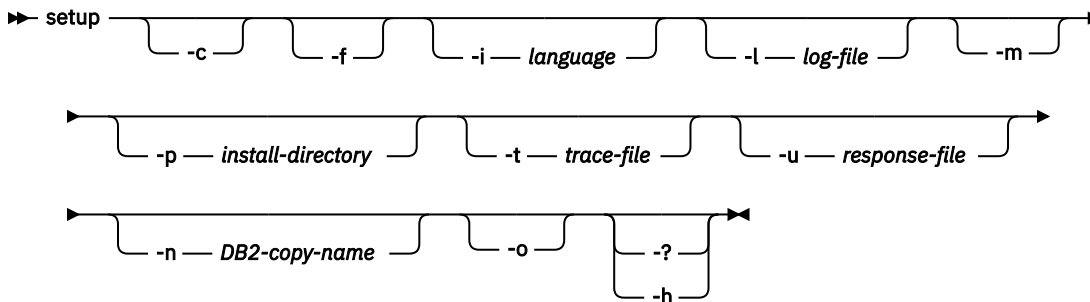 setup
-c -f -i language -l log-file -m
-p install-directory -t trace-file -u response-file
-n DB2-copy-name -o -?
-h